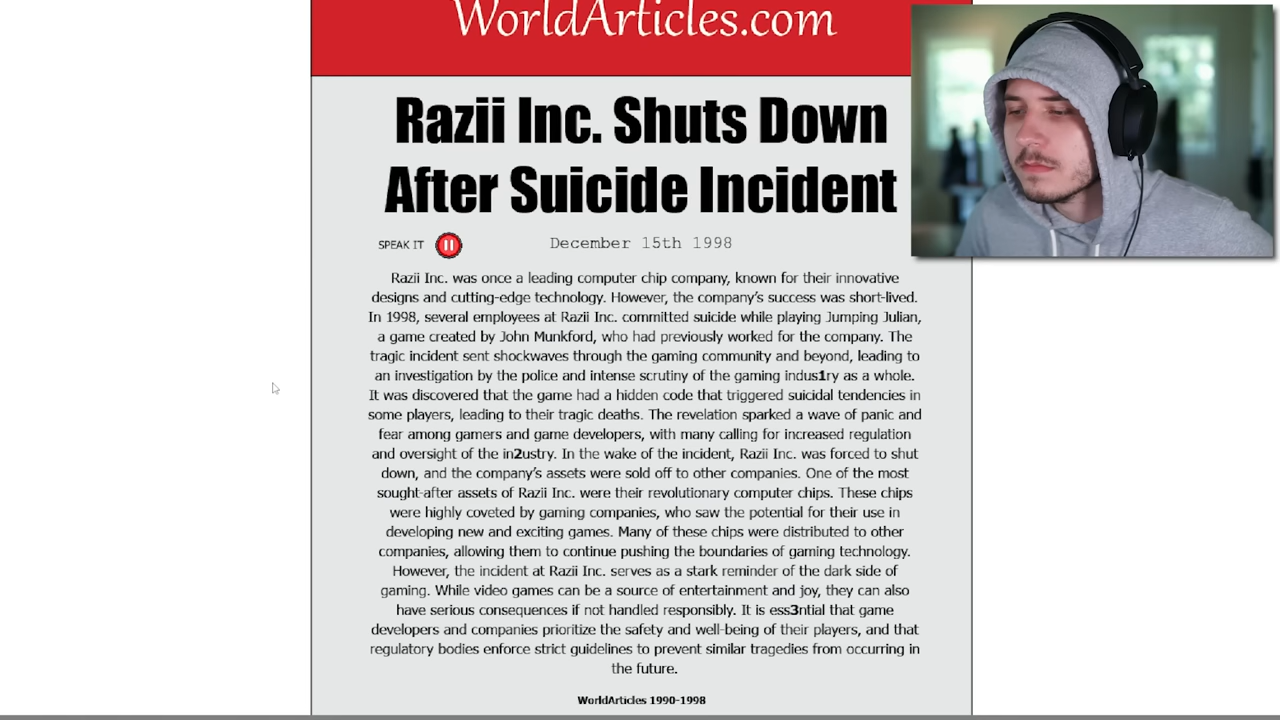 WorldArticles.com
Razii Inc. Shuts Down
After Suicide Incident
SPEAK IT
December 15th 1998
Razii Inc. was once a leading computer chip company, known for their innovative
designs and cutting-edge technology. However, the company's success was short-lived.
In 1998, several employees at Razii Inc. committed suicide while playing Jumping Julian,
a game created by John Munkford, who had previously worked for the company. The
tragic incident sent shockwaves through the gaming community and beyond, leading to
an investigation by the police and intense scrutiny of the gaming indus1ry as a whole.
It was discovered that the game had a hidden code that triggered suicidal tendencies in
some players, leading to their tragic deaths. The revelation sparked a wave of panic and
fear among gamers and game developers, with many calling for increased regulation
and oversight of the in2ustry. In the wake of the incident, Razii Inc. was forced to shut
down, and the company's assets were sold off to other companies. One of the most
sought-after assets of Razii Inc. were their revolutionary computer chips. These chips
were highly coveted by gaming companies, who saw the potential for their use in
developing new and exciting games. Many of these chips were distributed to other
companies, allowing them to continue pushing the boundaries of gaming technology.
However, the incident at Razii Inc. serves as a stark reminder of the dark side of
gaming. While video games can be a source of entertainment and joy, they can also
have serious consequences if not handled responsibly. It is ess3ntial that game
developers and companies prioritize the safety and well-being of their players, and that
regulatory bodies enforce strict guidelines to prevent similar tragedies from occurring in
the future.
WorldArticles 1990-1998